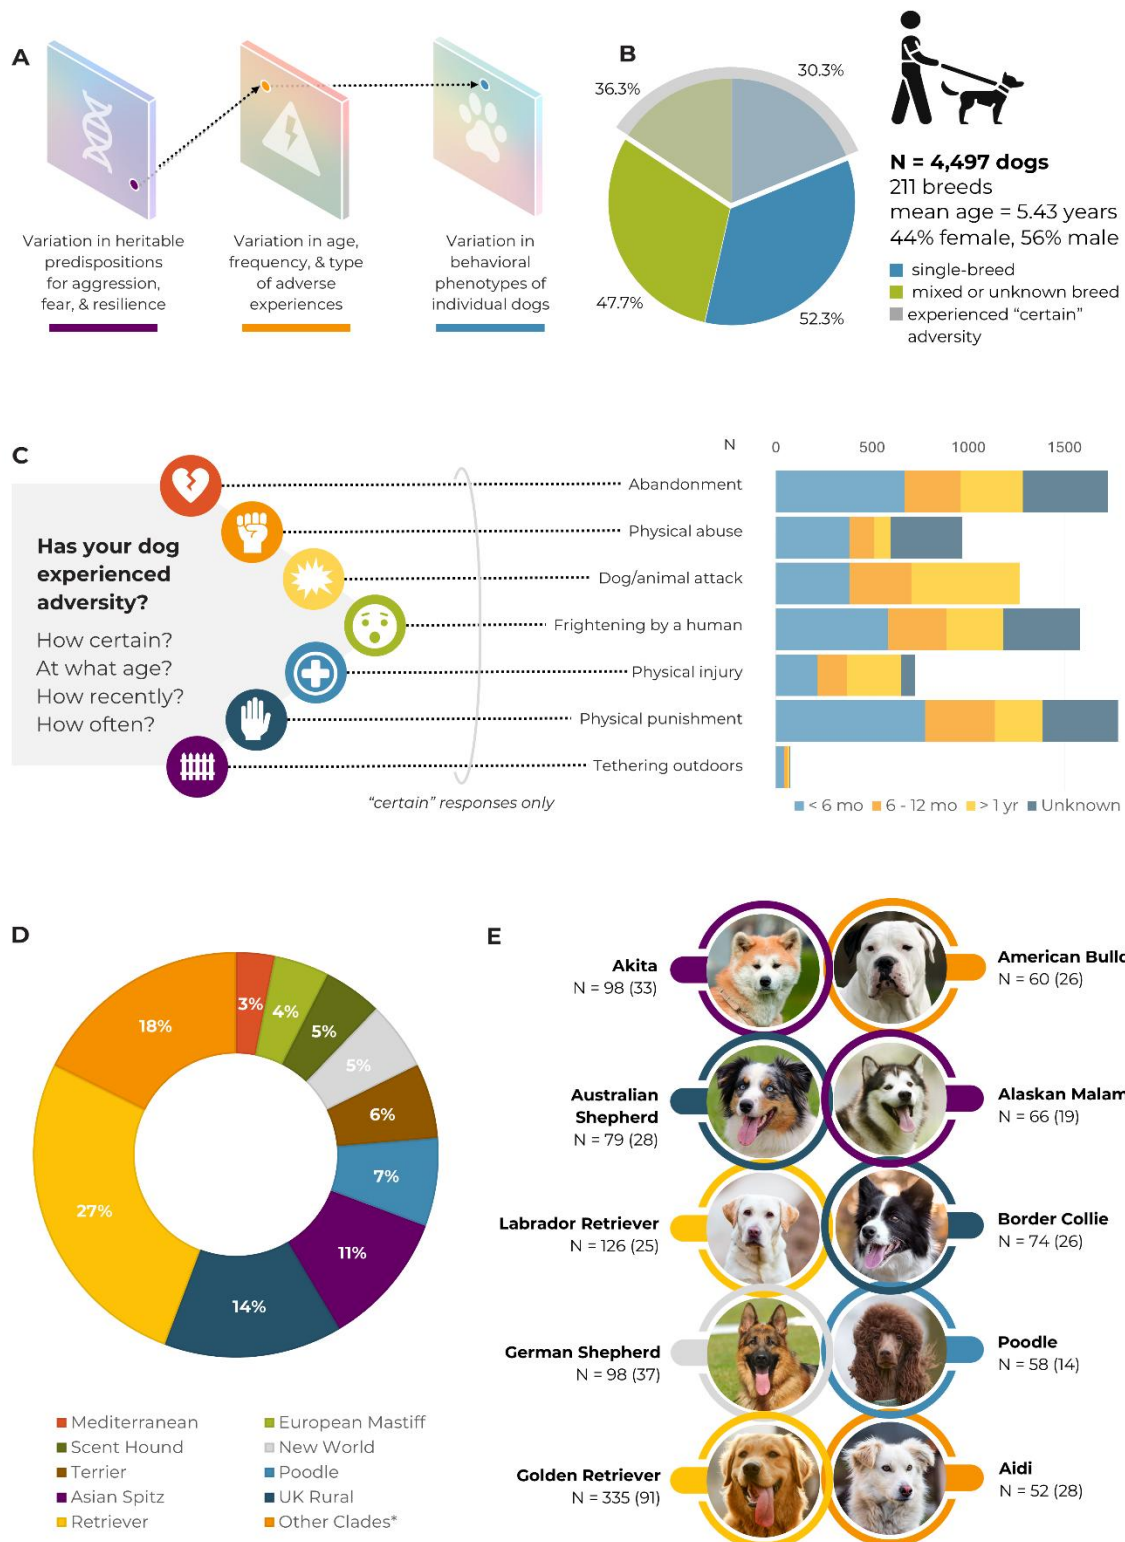 A
Variation in heritable
predispositions
for aggression,
fear, & resilience
Variation in age,
frequency, & type
of adverse
experiences
Variation in
behavioral
phenotypes of
individual dogs
B
36.3%
30.3%
47.7%
52.3%
N = 4,497 dogs
211 breeds
mean age = 5.43 years
44% female, 56% male
single-breed
mixed or unknown breed
experienced “certain”
adversity
C
Has your dog
experienced
adversity?
How certain?
At what age?
How recently?
How often?
“certain” responses only
N 0 500 1000 1500
Abandonment
Physical abuse
Dog/animal attack
Frightening by a human
Physical injury
Physical punishment
Tethering outdoors
< 6 mo 6 - 12 mo > 1 yr Unknown
D
3%
4%
5%
5%
6%
7%
11%
14%
27%
18%
Mediterranean
European Mastiff
Scent Hound
New World
Terrier
Poodle
Asian Spitz
UK Rural
Retriever
Other Clades*
E
Akita
N = 98 (33)
American Bulld
N = 60 (26)
Australian
Shepherd
N = 79 (28)
Alaskan Malam
N = 66 (19)
Labrador Retriever
N = 126 (25)
Border Collie
N = 74 (26)
German Shepherd
N = 98 (37)
Poodle
N = 58 (14)
Golden Retriever
N = 335 (91)
Aidi
N = 52 (28)